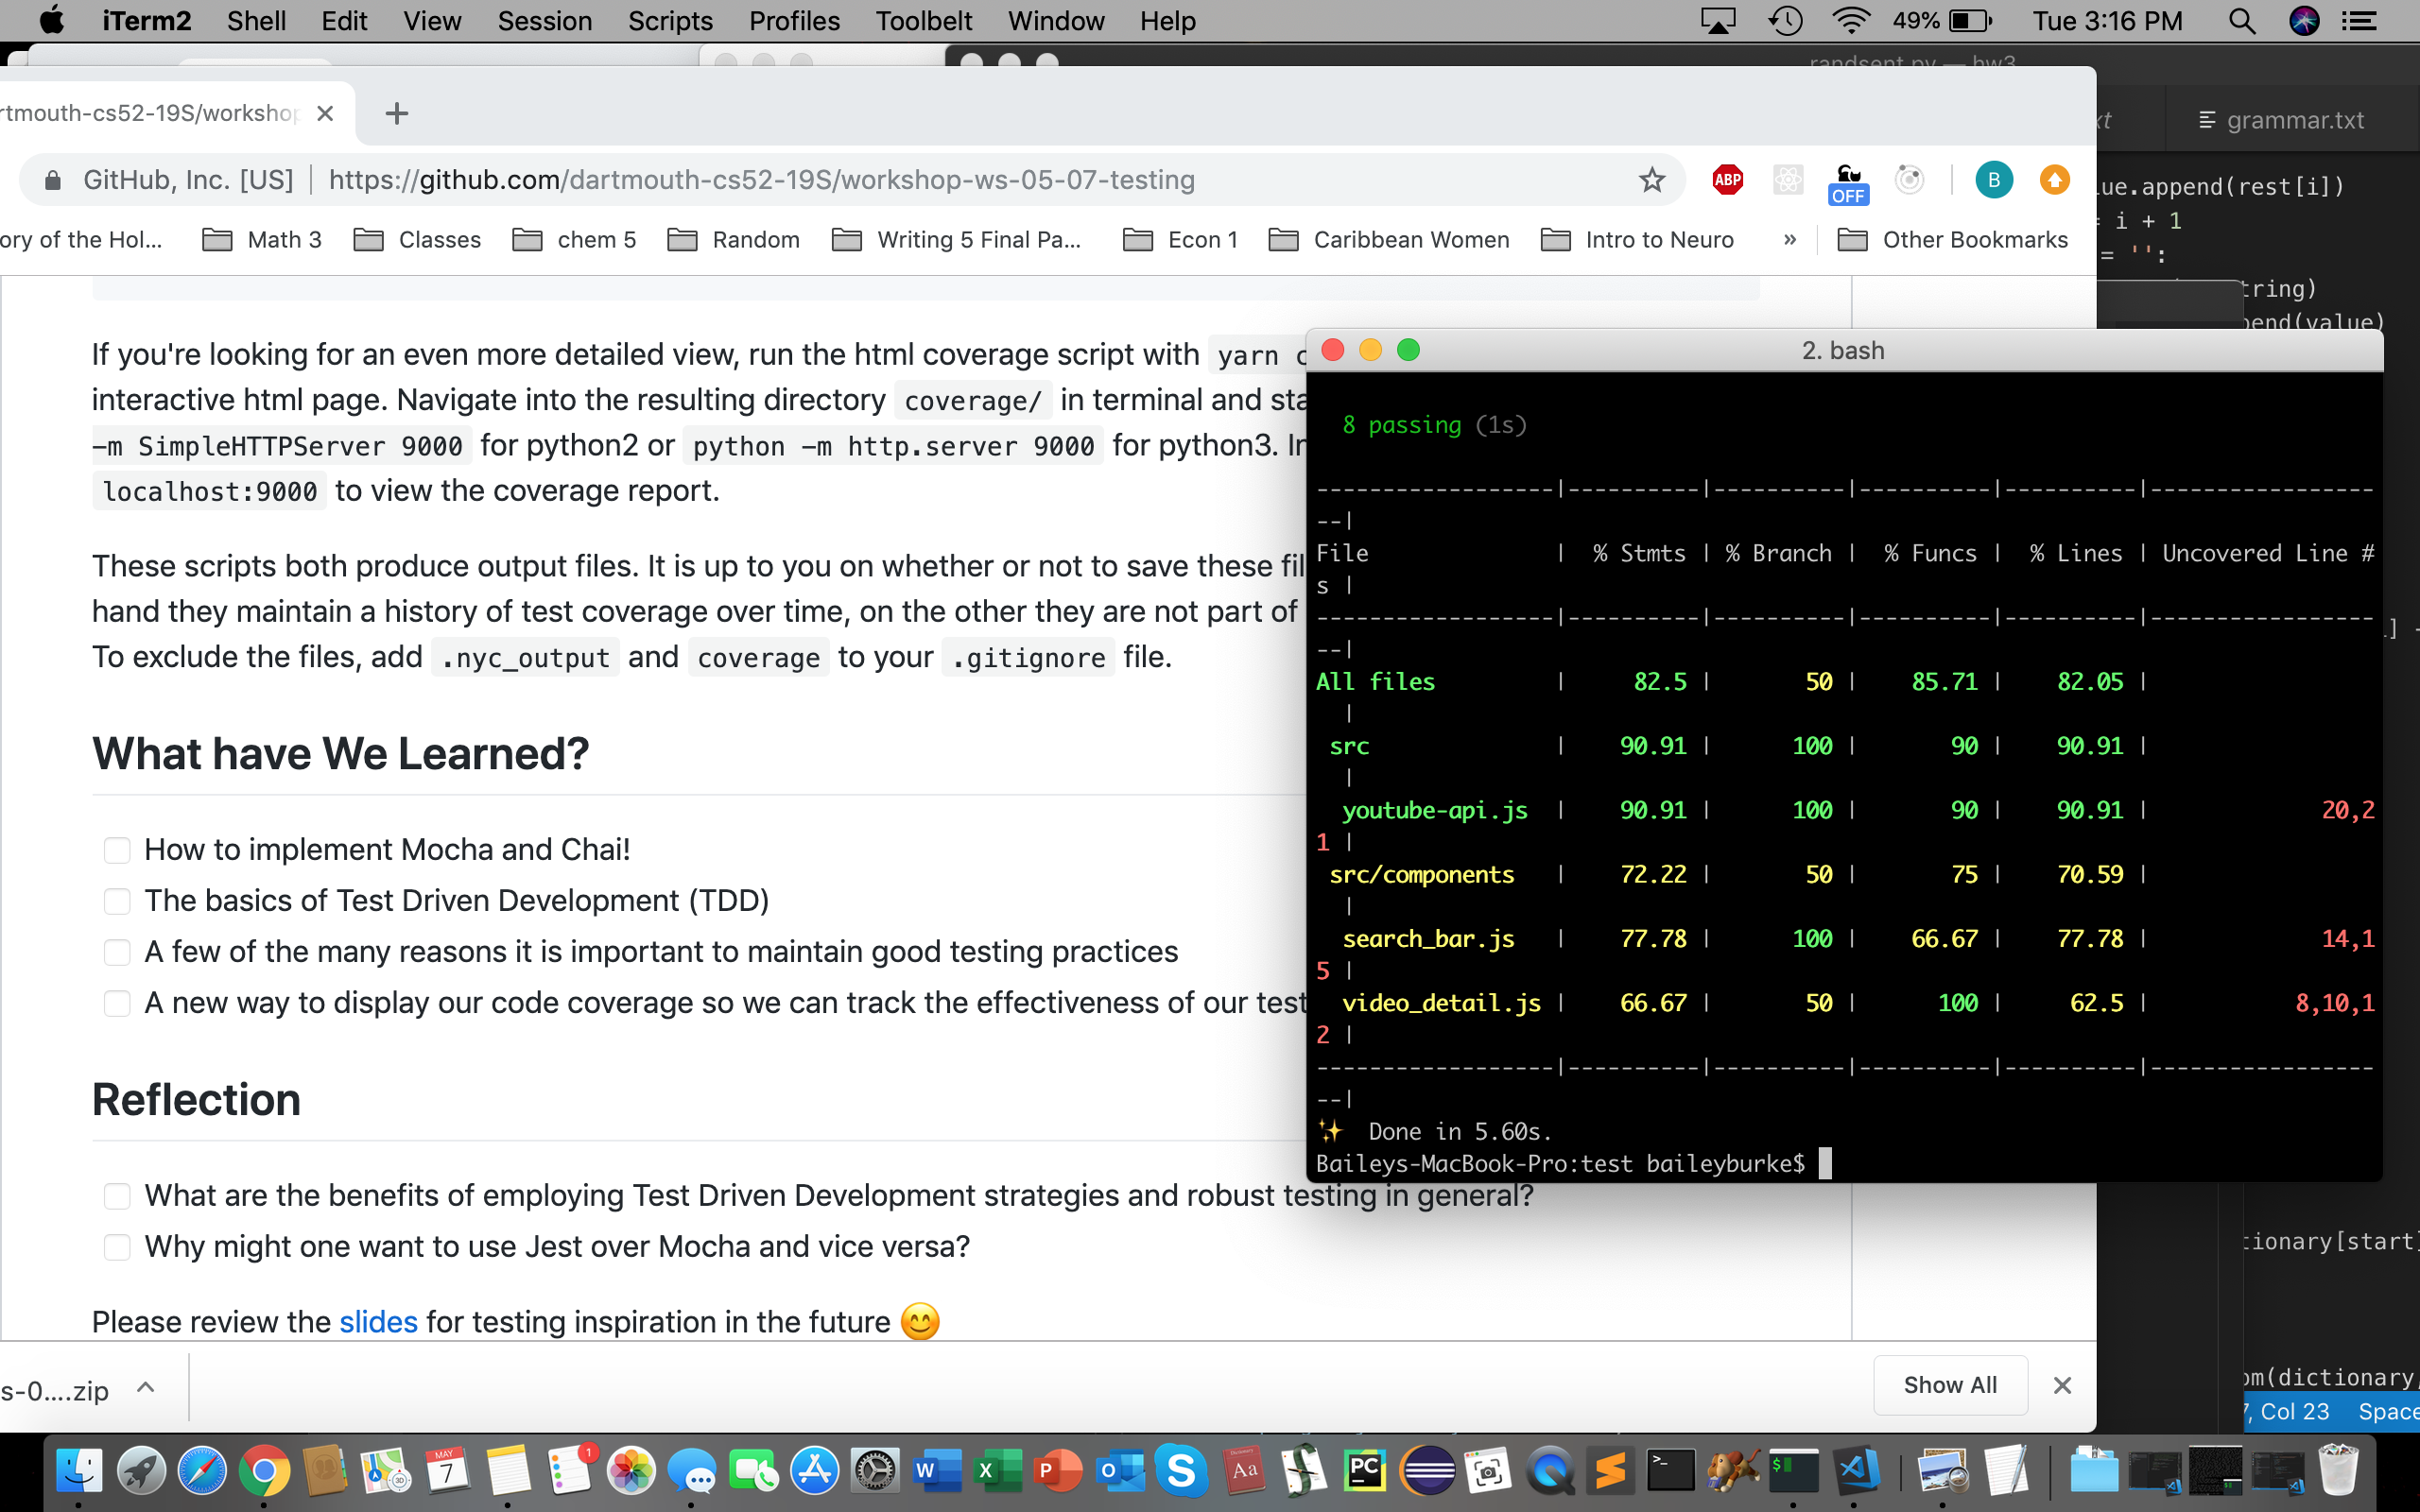 iTerm2 Shell Edit View Session Scripts Profiles Toolbelt Window Help 49% Tue 3:16 PM
randsent.py — hw3
rtmouth-cs52-19S/workshop
grammar.txt
GitHub, Inc. [US] | https://github.com/dartmouth-cs52-19S/workshop-ws-05-07-testing ABP OFF B
ue.append(rest[i])
i + 1
= '':
tring)
pend(value)
ory of the Hol... Math 3 Classes chem 5 Random Writing 5 Final Pa... Econ 1 Caribbean Women Intro to Neuro » Other Bookmarks
If you're looking for an even more detailed view, run the html coverage script with yarn c
interactive html page. Navigate into the resulting directory coverage/ in terminal and sta
-m SimpleHTTPServer 9000 for python2 or python -m http.server 9000 for python3. In
localhost:9000 to view the coverage report.
These scripts both produce output files. It is up to you on whether or not to save these fil
hand they maintain a history of test coverage over time, on the other they are not part of
To exclude the files, add .nyc_output and coverage to your .gitignore file.
What have We Learned?
How to implement Mocha and Chai!
The basics of Test Driven Development (TDD)
A few of the many reasons it is important to maintain good testing practices
A new way to display our code coverage so we can track the effectiveness of our test
Reflection
What are the benefits of employing Test Driven Development strategies and robust testing in general?
Why might one want to use Jest over Mocha and vice versa?
Please review the slides for testing inspiration in the future 😊
2. bash
8 passing (1s)
------------------|----------|----------|----------|----------|-----------------
--|
File              |  % Stmts | % Branch |  % Funcs |  % Lines | Uncovered Line #
s |
------------------|----------|----------|----------|----------|-----------------
--|
All files         |     82.5 |       50 |    85.71 |    82.05 |
  |
 src              |    90.91 |      100 |       90 |    90.91 |
  |
  youtube-api.js  |    90.91 |      100 |       90 |    90.91 |            20,2
1 |
 src/components   |    72.22 |       50 |       75 |    70.59 |
  |
  search_bar.js   |    77.78 |      100 |    66.67 |    77.78 |            14,1
5 |
  video_detail.js |    66.67 |       50 |      100 |     62.5 |          8,10,1
2 |
------------------|----------|----------|----------|----------|-----------------
--|
✨  Done in 5.60s.
Baileys-MacBook-Pro:test baileyburke$
tionary[start]
om(dictionary,
7, Col 23 Space
s-0....zip
Show All
MAY
7
1